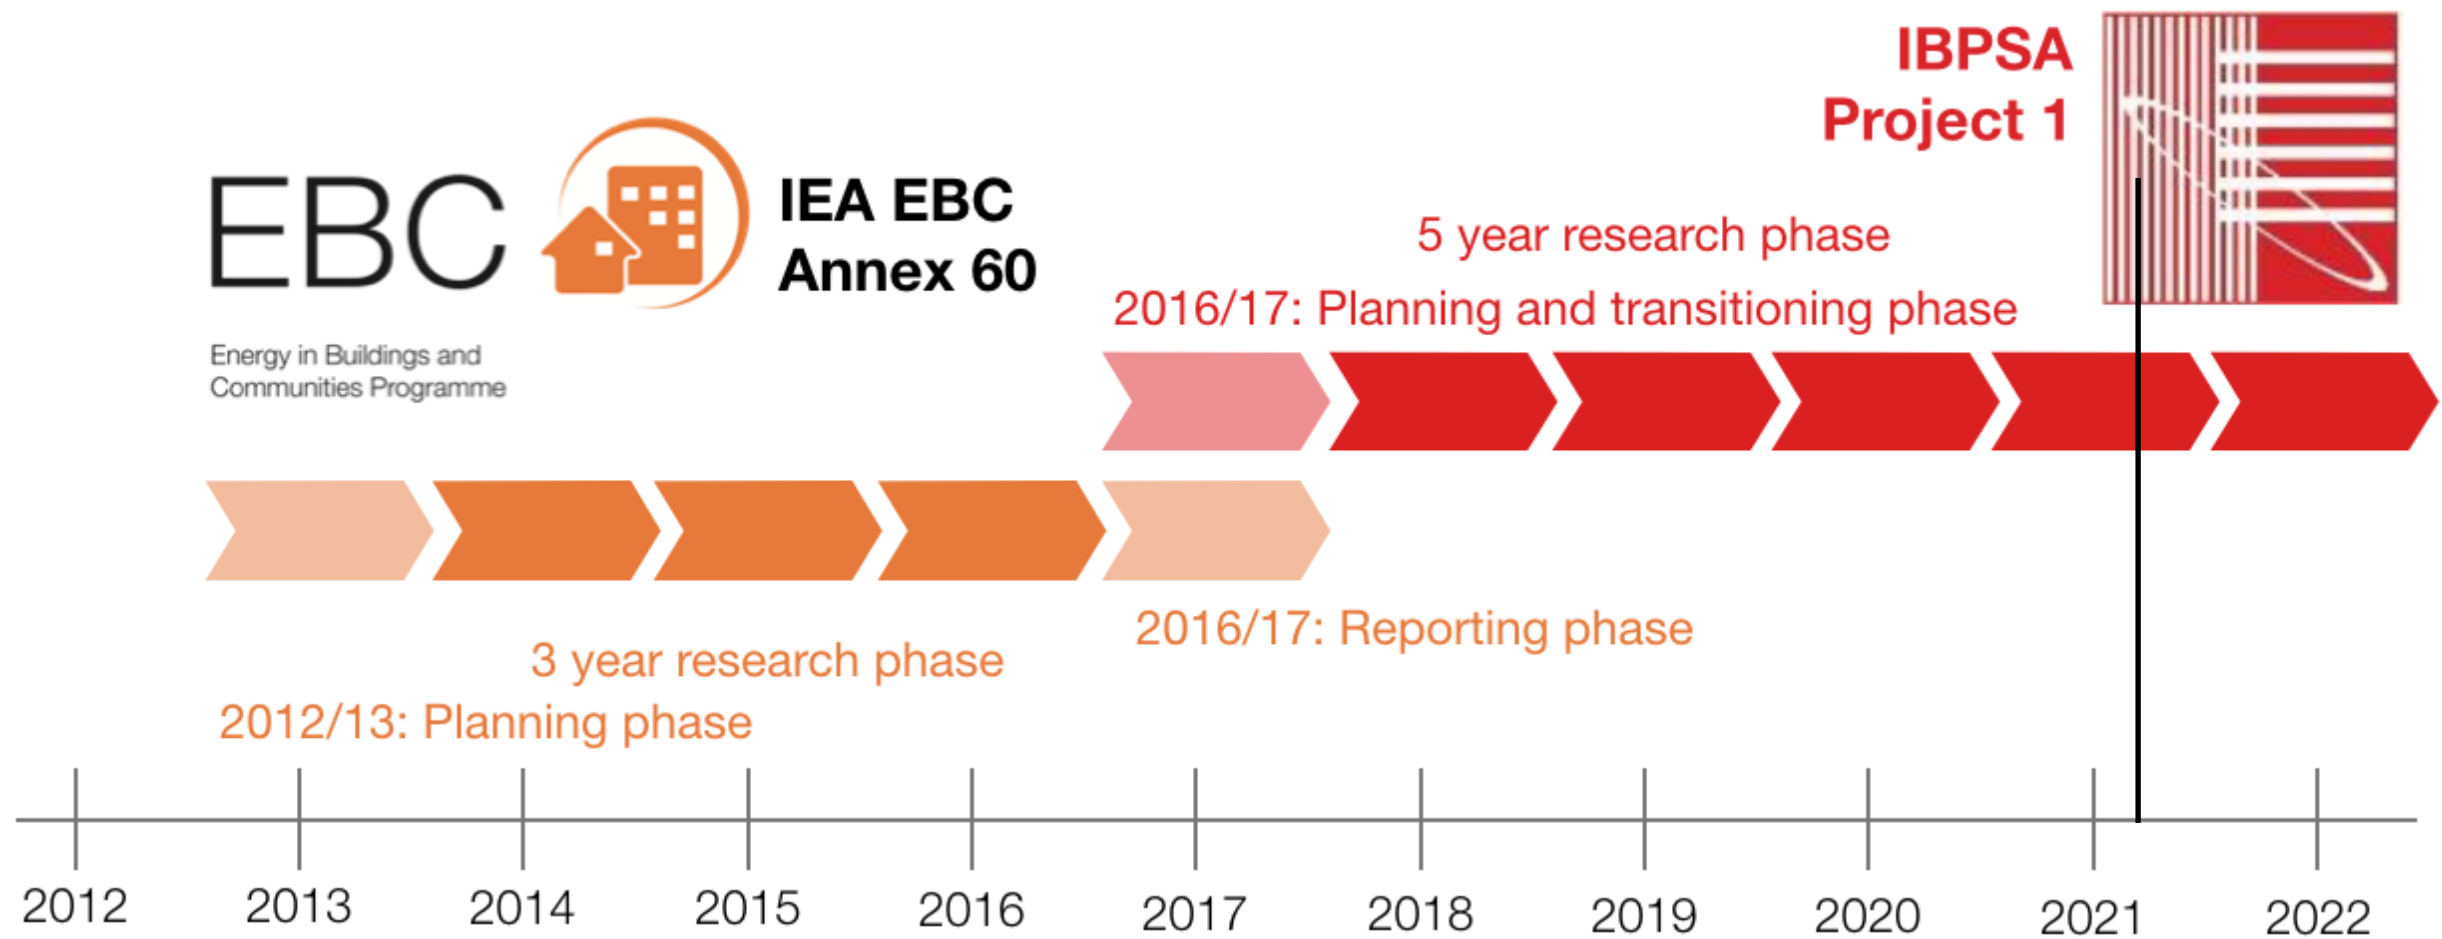 IBPSA
Project 1
EBC
IEA EBC
Annex 60
Energy in Buildings and
Communities Programme
5 year research phase
2016/17: Planning and transitioning phase
2016/17: Reporting phase
3 year research phase
2012/13: Planning phase
2012
2013
2014
2015
2016
2017
2018
2019
2020
2021
2022